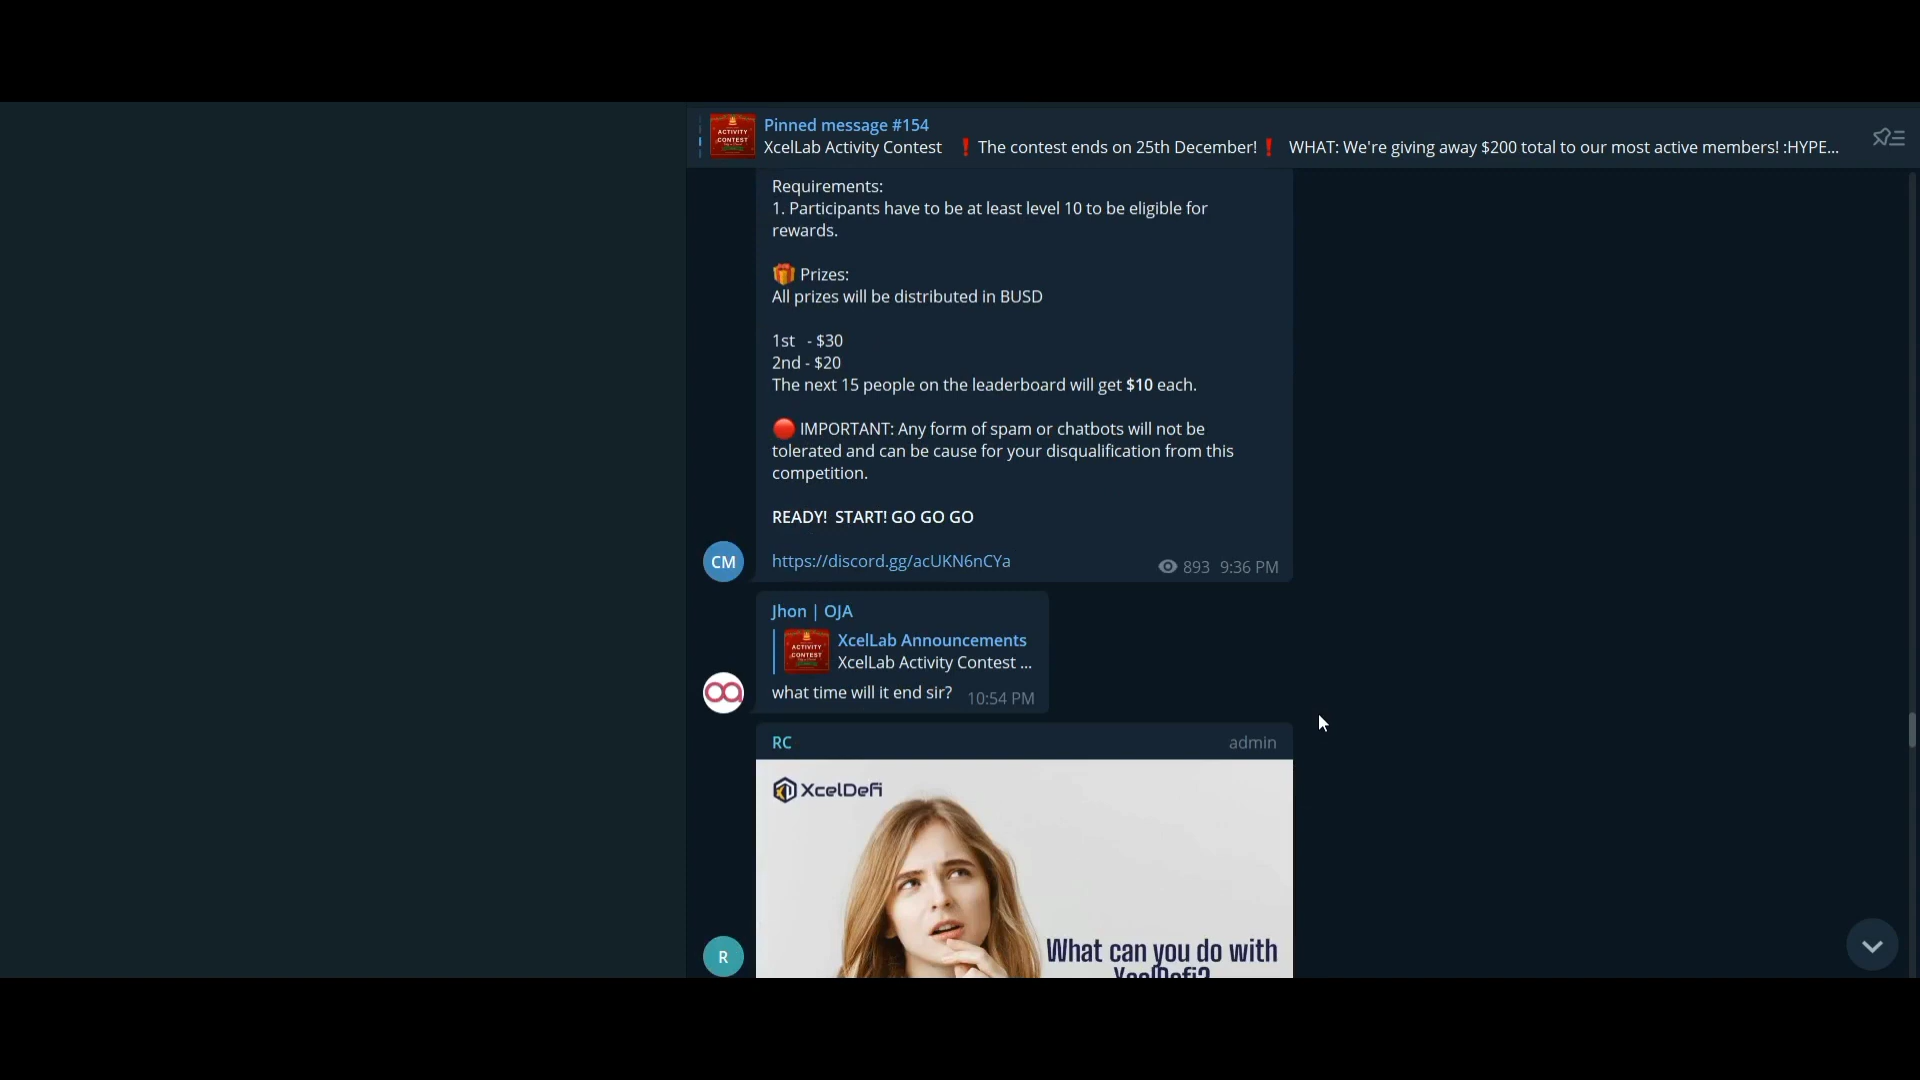 Pinned message #154
XcelLab Activity Contest ❗ The contest ends on 25th December! ❗ WHAT: We're giving away $200 total to our most active members! :HYPE...
ACTIVITY
CONTEST
Requirements:
1. Participants have to be at least level 10 to be eligible for
rewards.
🎁 Prizes:
All prizes will be distributed in BUSD
1st - $30
2nd - $20
The next 15 people on the leaderboard will get $10 each.
🔴 IMPORTANT: Any form of spam or chatbots will not be
tolerated and can be cause for your disqualification from this
competition.
READY! START! GO GO GO
https://discord.gg/acUKN6nCYa
893 9:36 PM
CM
Jhon | OJA
XcelLab Announcements
XcelLab Activity Contest ...
ACTIVITY
CONTEST
what time will it end sir? 10:54 PM
RC admin
XcelDefi
What can you do with
XcelDefi?
R